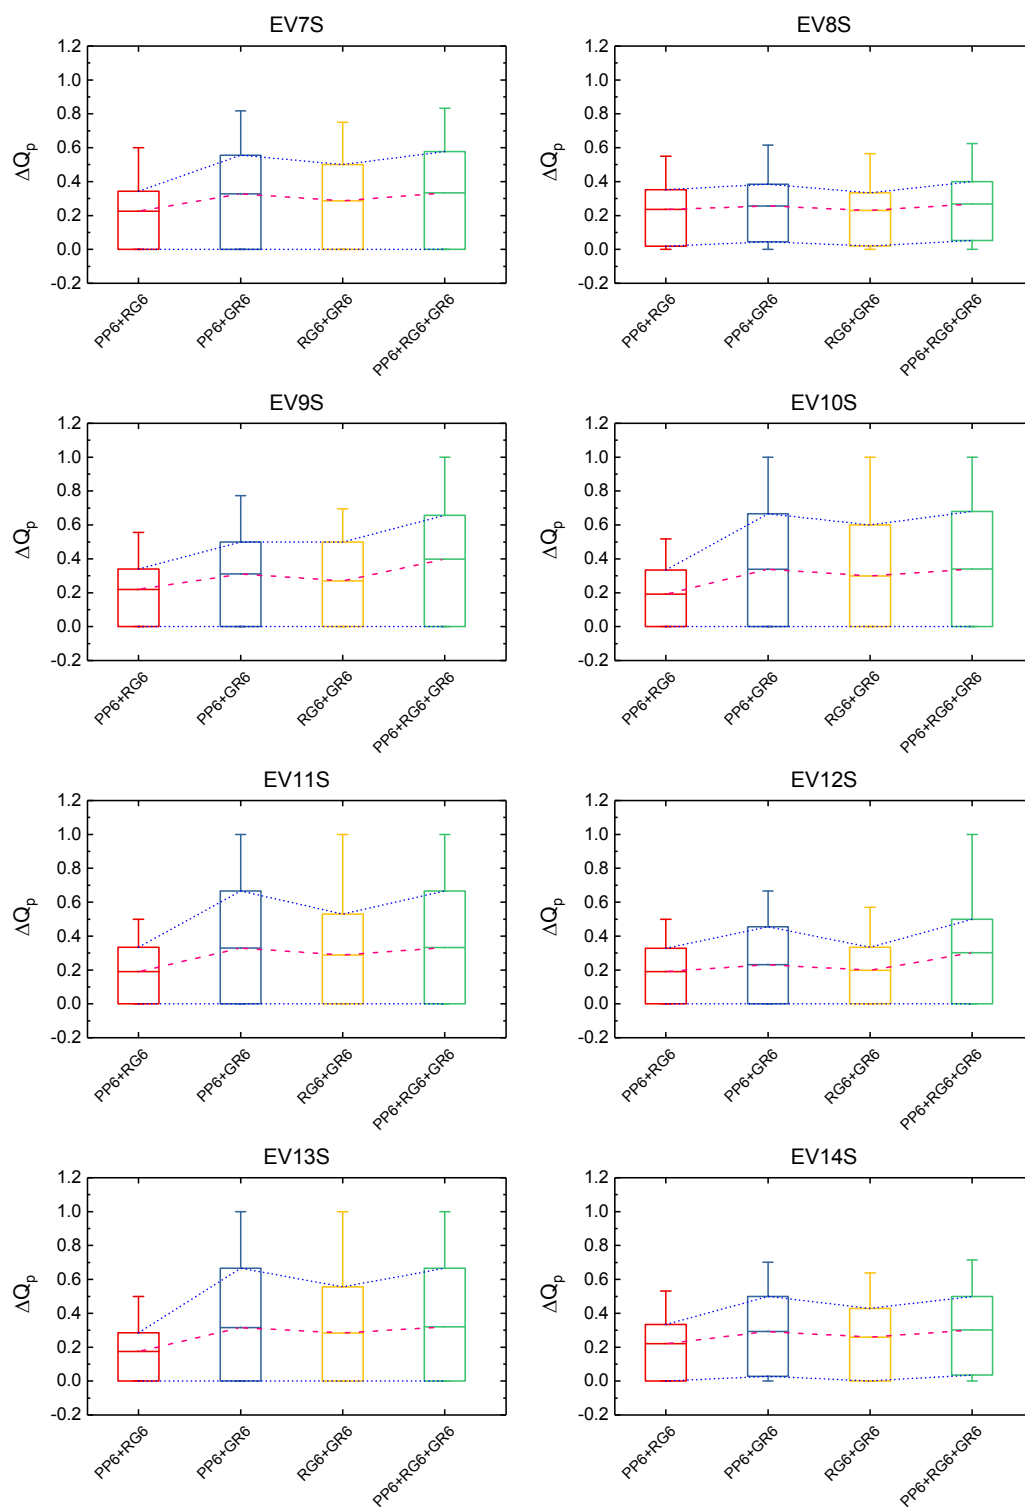 EV7S
EV8S
1.2
1.0
0.8
0.6
0.4
0.2
0.0
-0.2
ΔQp
PP6+RG6
PP6+GR6
RG6+GR6
PP6+RG6+GR6
1.2
1.0
0.8
0.6
0.4
0.2
0.0
-0.2
ΔQp
PP6+RG6
PP6+GR6
RG6+GR6
PP6+RG6+GR6
EV9S
EV10S
1.2
1.0
0.8
0.6
0.4
0.2
0.0
-0.2
ΔQp
PP6+RG6
PP6+GR6
RG6+GR6
PP6+RG6+GR6
1.2
1.0
0.8
0.6
0.4
0.2
0.0
-0.2
ΔQp
PP6+RG6
PP6+GR6
RG6+GR6
PP6+RG6+GR6
EV11S
EV12S
1.2
1.0
0.8
0.6
0.4
0.2
0.0
-0.2
ΔQp
PP6+RG6
PP6+GR6
RG6+GR6
PP6+RG6+GR6
1.2
1.0
0.8
0.6
0.4
0.2
0.0
-0.2
ΔQp
PP6+RG6
PP6+GR6
RG6+GR6
PP6+RG6+GR6
EV13S
EV14S
1.2
1.0
0.8
0.6
0.4
0.2
0.0
-0.2
ΔQp
PP6+RG6
PP6+GR6
RG6+GR6
PP6+RG6+GR6
1.2
1.0
0.8
0.6
0.4
0.2
0.0
-0.2
ΔQp
PP6+RG6
PP6+GR6
RG6+GR6
PP6+RG6+GR6